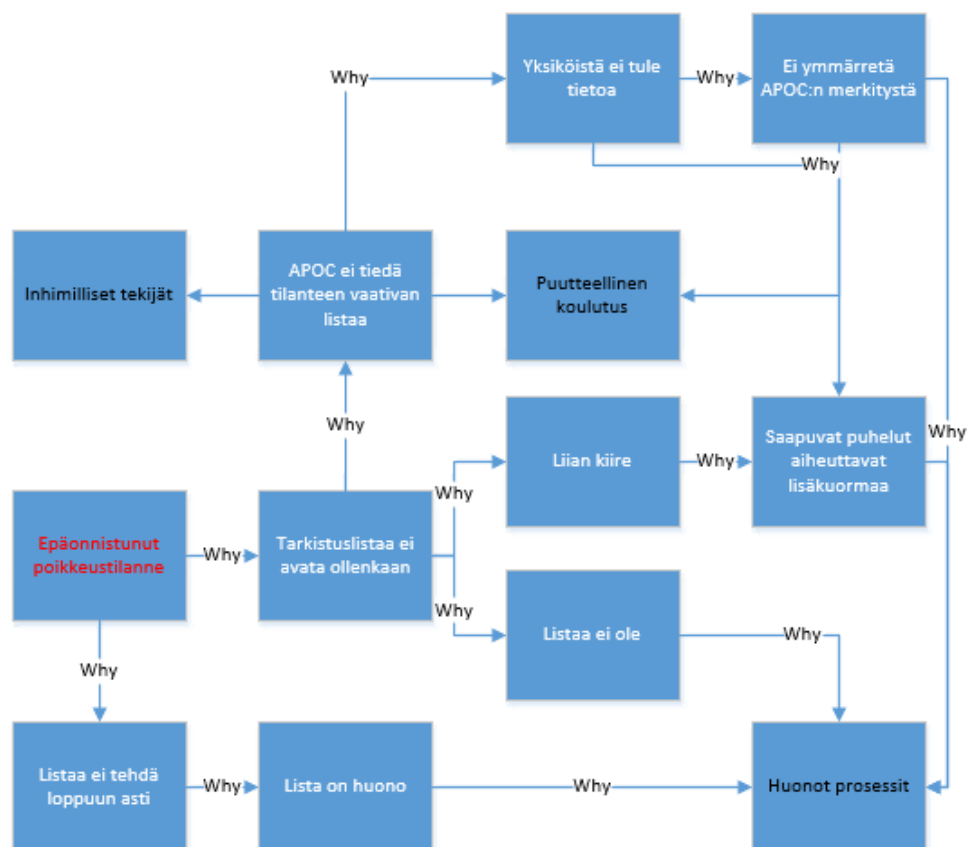 Yksiköistä ei tule
tietoa
Ei ymmärretä
APOC:n merkitystä
Why
Why
Why
Inhimilliset tekijät
APOC ei tiedä
tilanteen vaativan
listaa
Puutteellinen
koulutus
Why
Liian kiire
Why
Saapuvat puhelut
aiheuttavat
lisäkuormaa
Why
Why
Epäonnistunut
poikkeustilanne
Why
Tarkistuslistaa ei
avata ollenkaan
Why
Listaa ei ole
Why
Why
Listaa ei tehdä
loppuun asti
Why
Lista on huono
Why
Huonot prosessit